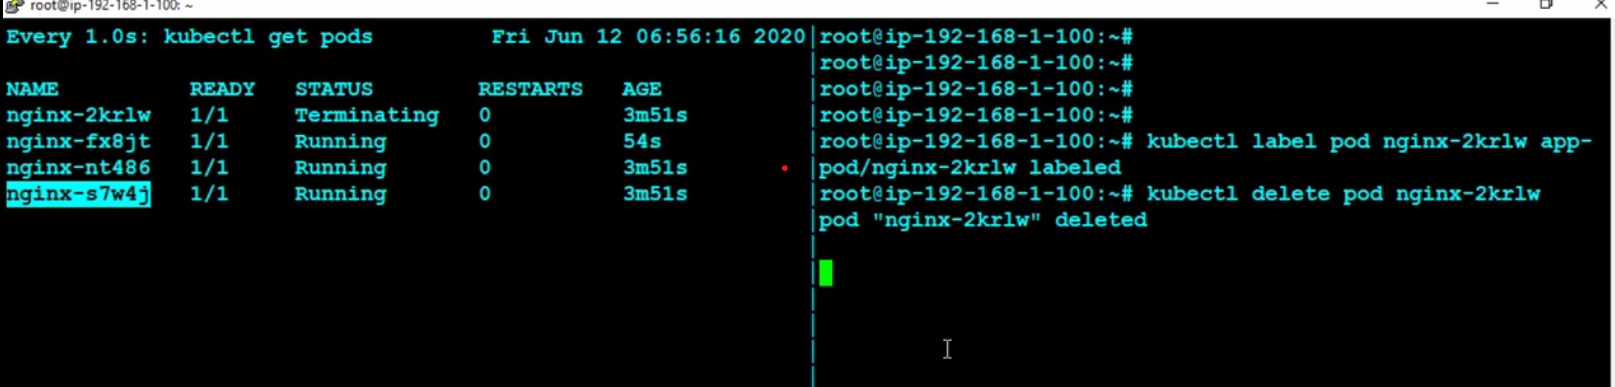 root@ip-192-168-1-100: ~
Every 1.0s: kubectl get pods Fri Jun 12 06:56:16 2020
NAME READY STATUS RESTARTS AGE
nginx-2krlw 1/1 Terminating 0 3m51s
nginx-fx8jt 1/1 Running 0 54s
nginx-nt486 1/1 Running 0 3m51s
nginx-s7w4j 1/1 Running 0 3m51s
root@ip-192-168-1-100:~#
root@ip-192-168-1-100:~#
root@ip-192-168-1-100:~#
root@ip-192-168-1-100:~#
root@ip-192-168-1-100:~# kubectl label pod nginx-2krlw app-
pod/nginx-2krlw labeled
root@ip-192-168-1-100:~# kubectl delete pod nginx-2krlw
pod "nginx-2krlw" deleted